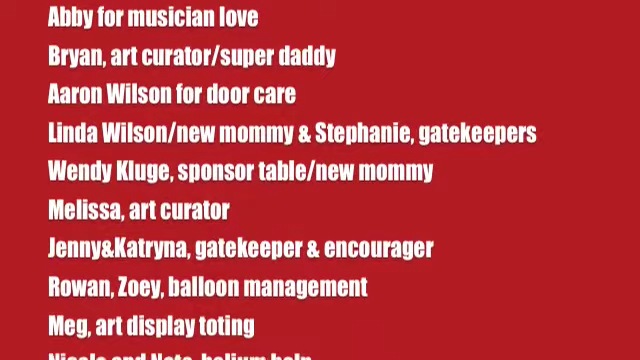 Abby for musician love
Bryan, art curator/super daddy
Aaron Wilson for door care
Linda Wilson/new mommy & Stephanie, gatekeepers
Wendy Kluge, sponsor table/new mommy
Melissa, art curator
Jenny&Katryna, gatekeeper & encourager
Rowan, Zoey, balloon management
Meg, art display toting
Nicole and Nate, helium help